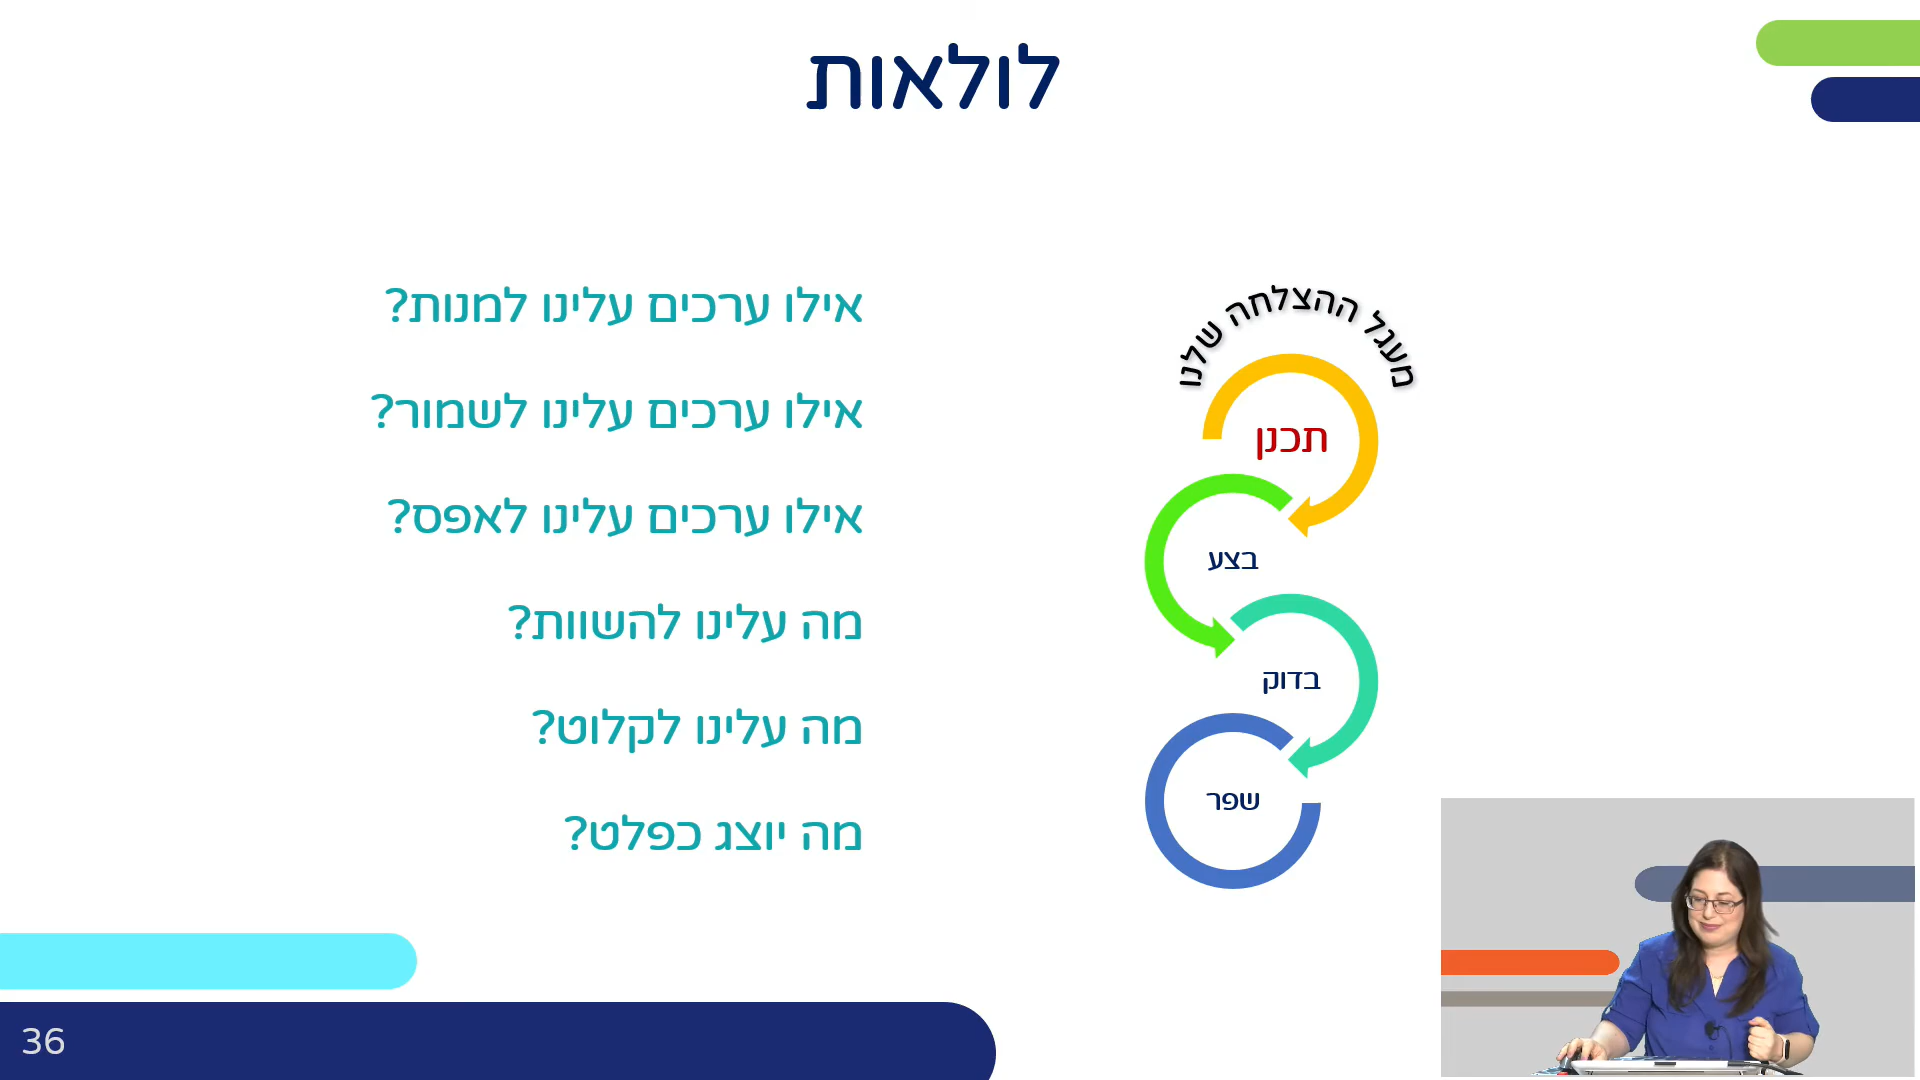 לולאות
מעגל ההצלחה שלנו
תכנן
בצע
בדוק
שפר
אילו ערכים עלינו למנות?
אילו ערכים עלינו לשמור?
אילו ערכים עלינו לאפס?
מה עלינו להשוות?
מה עלינו לקלוט?
מה יוצג כפלט?
36